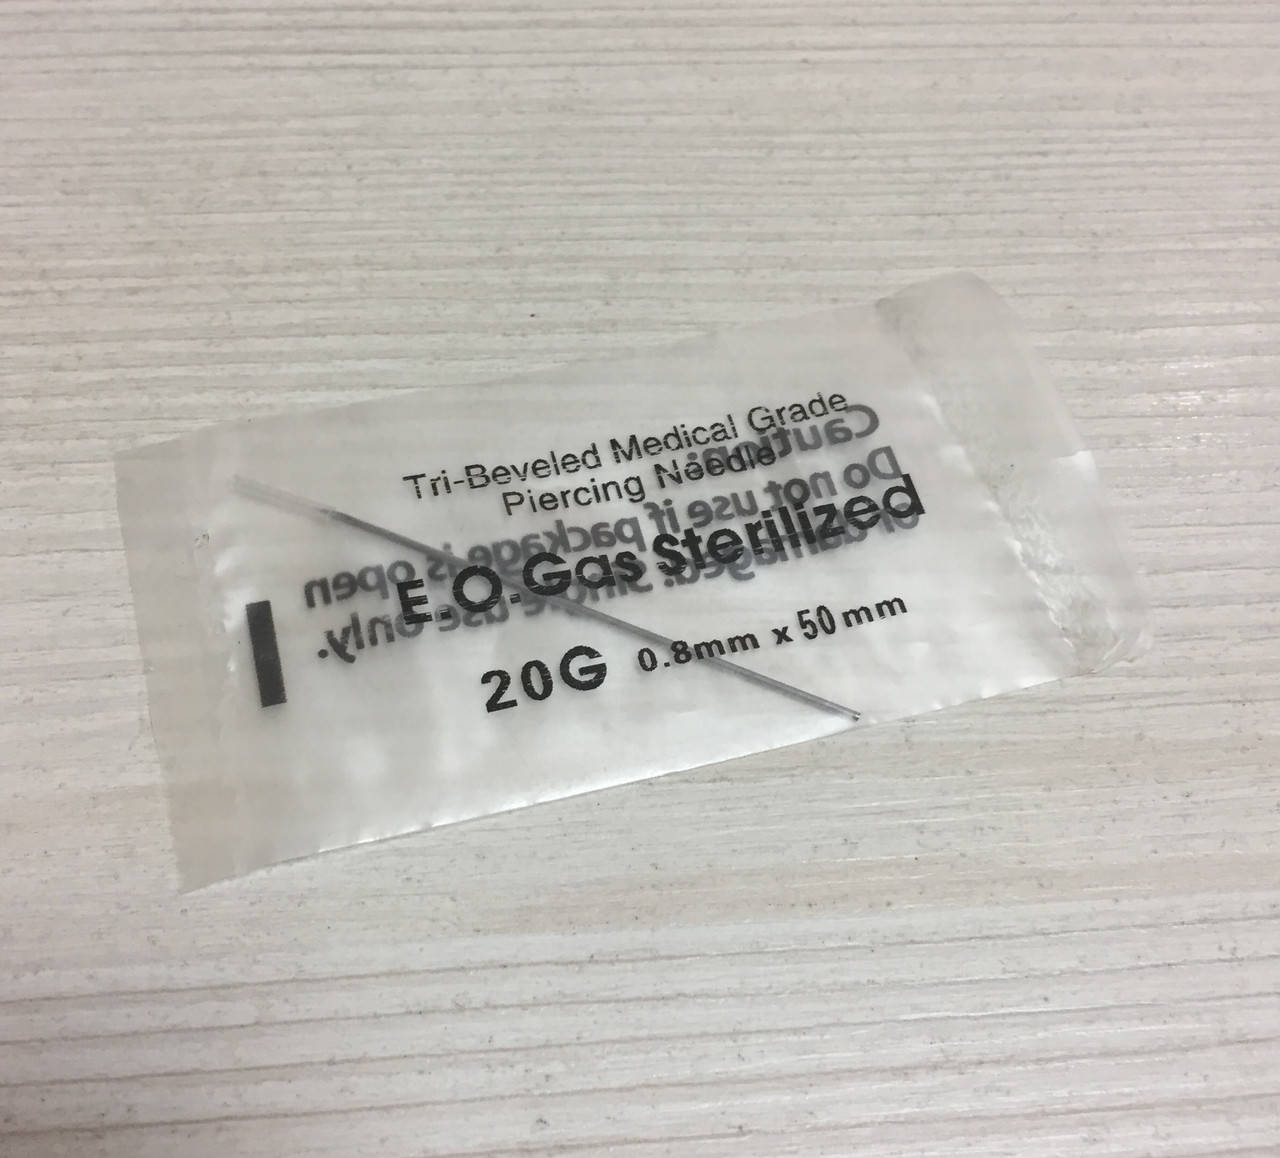 Tri-Beveled Medical Grade
Piercing Needle
E.O.Gas Sterilized
20G 0.8mm x 50mm
Caution:
Do not use if package is open
or damaged. Single use only.